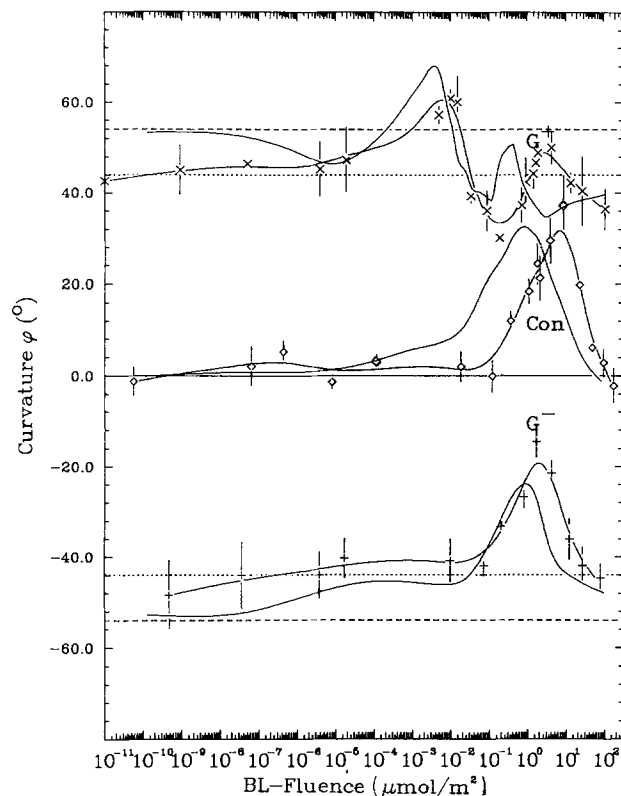 60.0
40.0
20.0
0.0
−20.0
−40.0
−60.0
Curvature φ (°)
G⁺
Con
G⁻
10⁻¹¹ 10⁻¹⁰ 10⁻⁹ 10⁻⁸ 10⁻⁷ 10⁻⁶ 10⁻⁵ 10⁻⁴ 10⁻³ 10⁻² 10⁻¹ 10⁰ 10¹ 10²
BL−Fluence (μmol/m²)